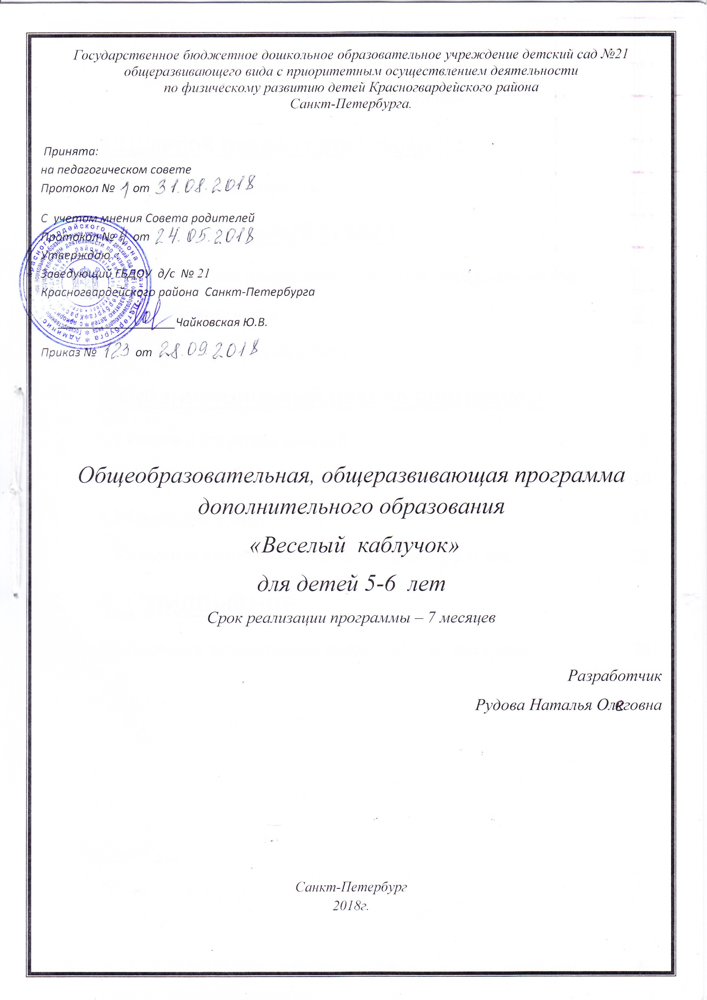 Государственное бюджетное дошкольное образовательное учреждение детский сад №21
общеразвивающего вида с приоритетным осуществлением деятельности
по физическому развитию детей Красногвардейского района
Санкт-Петербурга.
Принята:
на педагогическом совете
Протокол № 1 от 31.08.2018
С учетом мнения Совета родителей
Протокол № 4 от 24.05.2018
Утверждаю
Заведующий ГБДОУ д/с № 21
Красногвардейского района Санкт-Петербурга
Чайковская Ю.В.
Приказ № 123 от 28.09.2018
Общеобразовательная, общеразвивающая программа
дополнительного образования
«Веселый каблучок»
для детей 5-6 лет
Срок реализации программы – 7 месяцев
Разработчик
Рудова Наталья Олеговна
Санкт-Петербург
2018г.